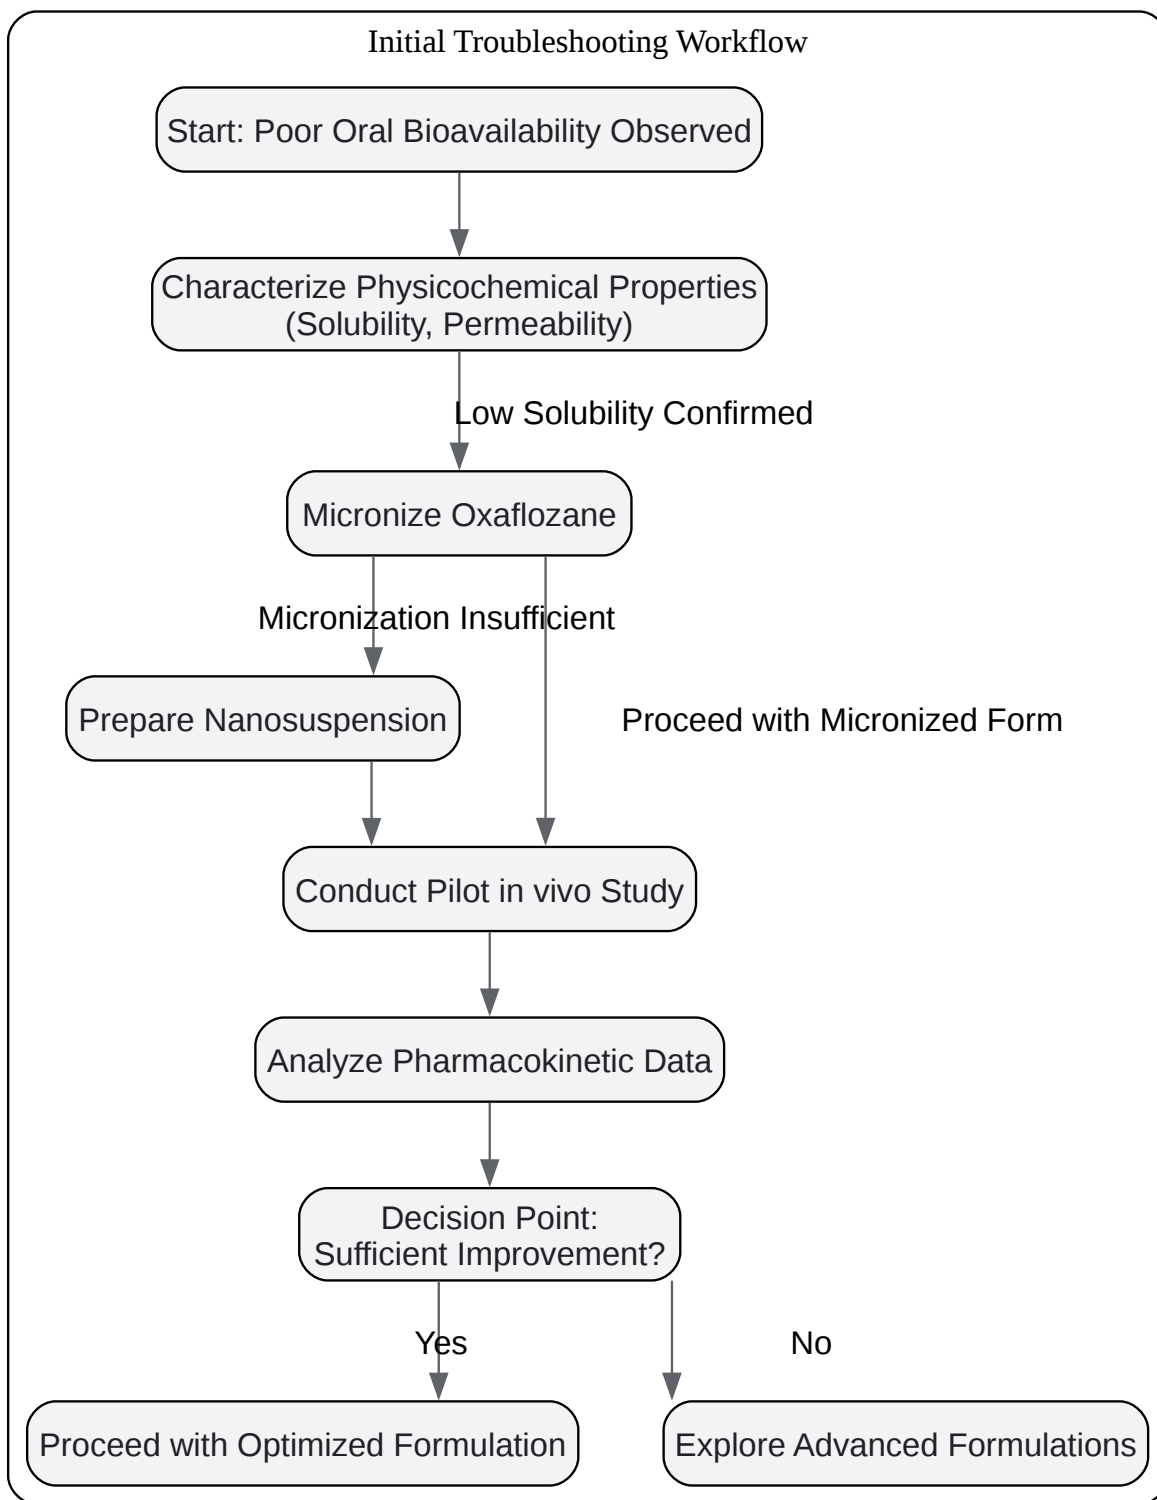 Initial Troubleshooting Workflow
Start: Poor Oral Bioavailability Observed
Characterize Physicochemical Properties
(Solubility, Permeability)
Low Solubility Confirmed
Micronize Oxaflozane
Micronization Insufficient
Prepare Nanosuspension
Proceed with Micronized Form
Conduct Pilot in vivo Study
Analyze Pharmacokinetic Data
Decision Point:
Sufficient Improvement?
Yes
No
Proceed with Optimized Formulation
Explore Advanced Formulations